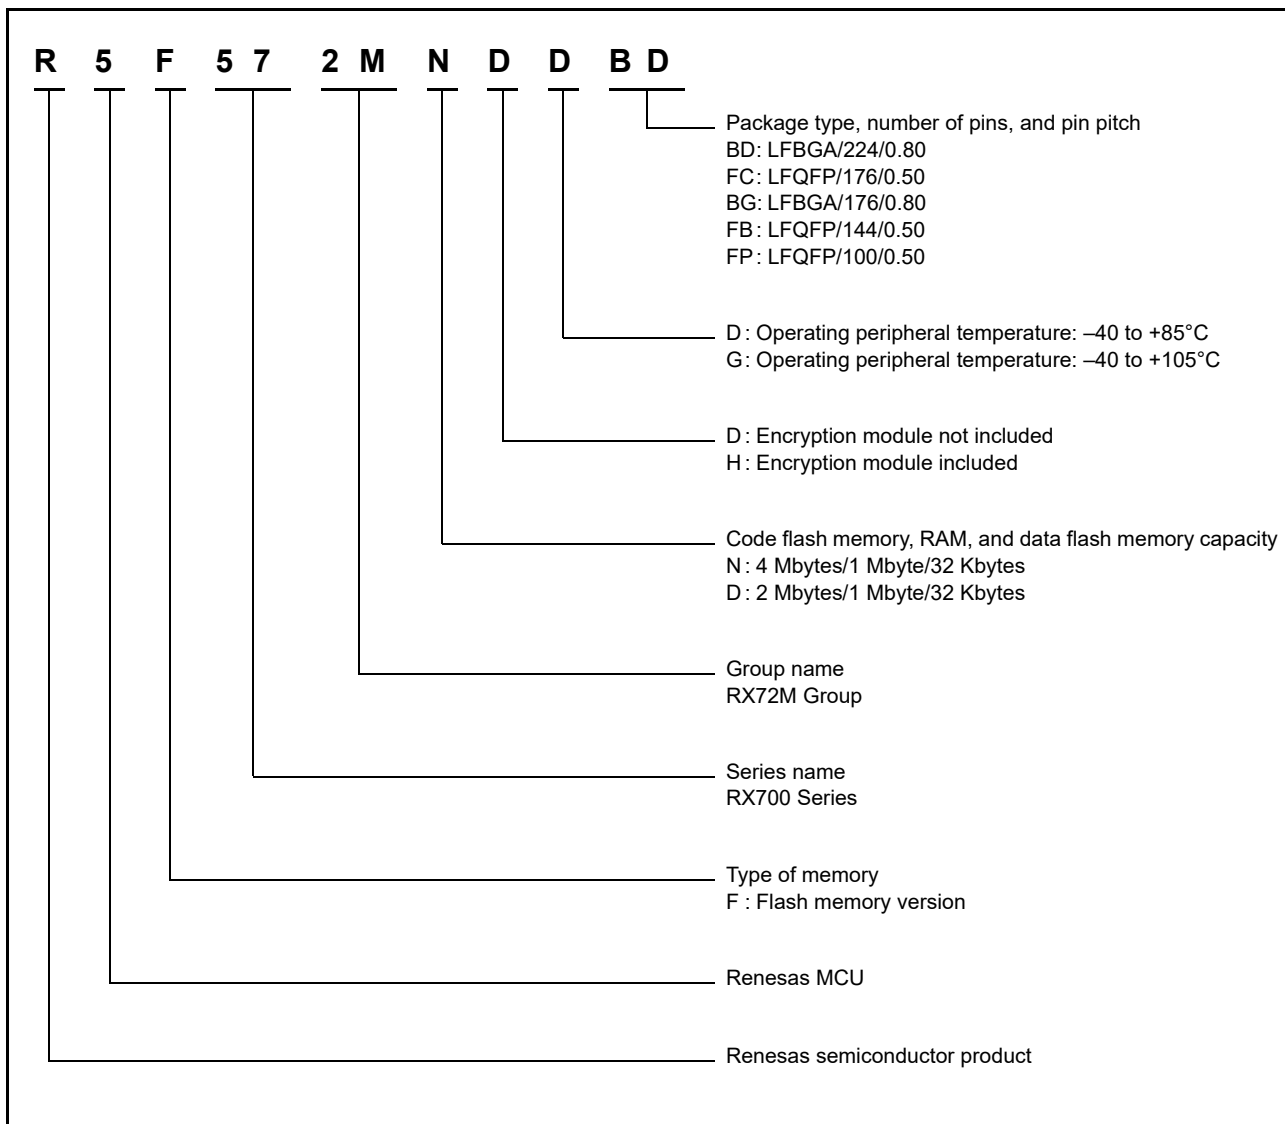 R 5 F 5 7 2 M N D D B D
Package type, number of pins, and pin pitch
BD: LFBGA/224/0.80
FC: LFQFP/176/0.50
BG: LFBGA/176/0.80
FB: LFQFP/144/0.50
FP: LFQFP/100/0.50
D: Operating peripheral temperature: –40 to +85°C
G: Operating peripheral temperature: –40 to +105°C
D: Encryption module not included
H: Encryption module included
Code flash memory, RAM, and data flash memory capacity
N: 4 Mbytes/1 Mbyte/32 Kbytes
D: 2 Mbytes/1 Mbyte/32 Kbytes
Group name
RX72M Group
Series name
RX700 Series
Type of memory
F : Flash memory version
Renesas MCU
Renesas semiconductor product